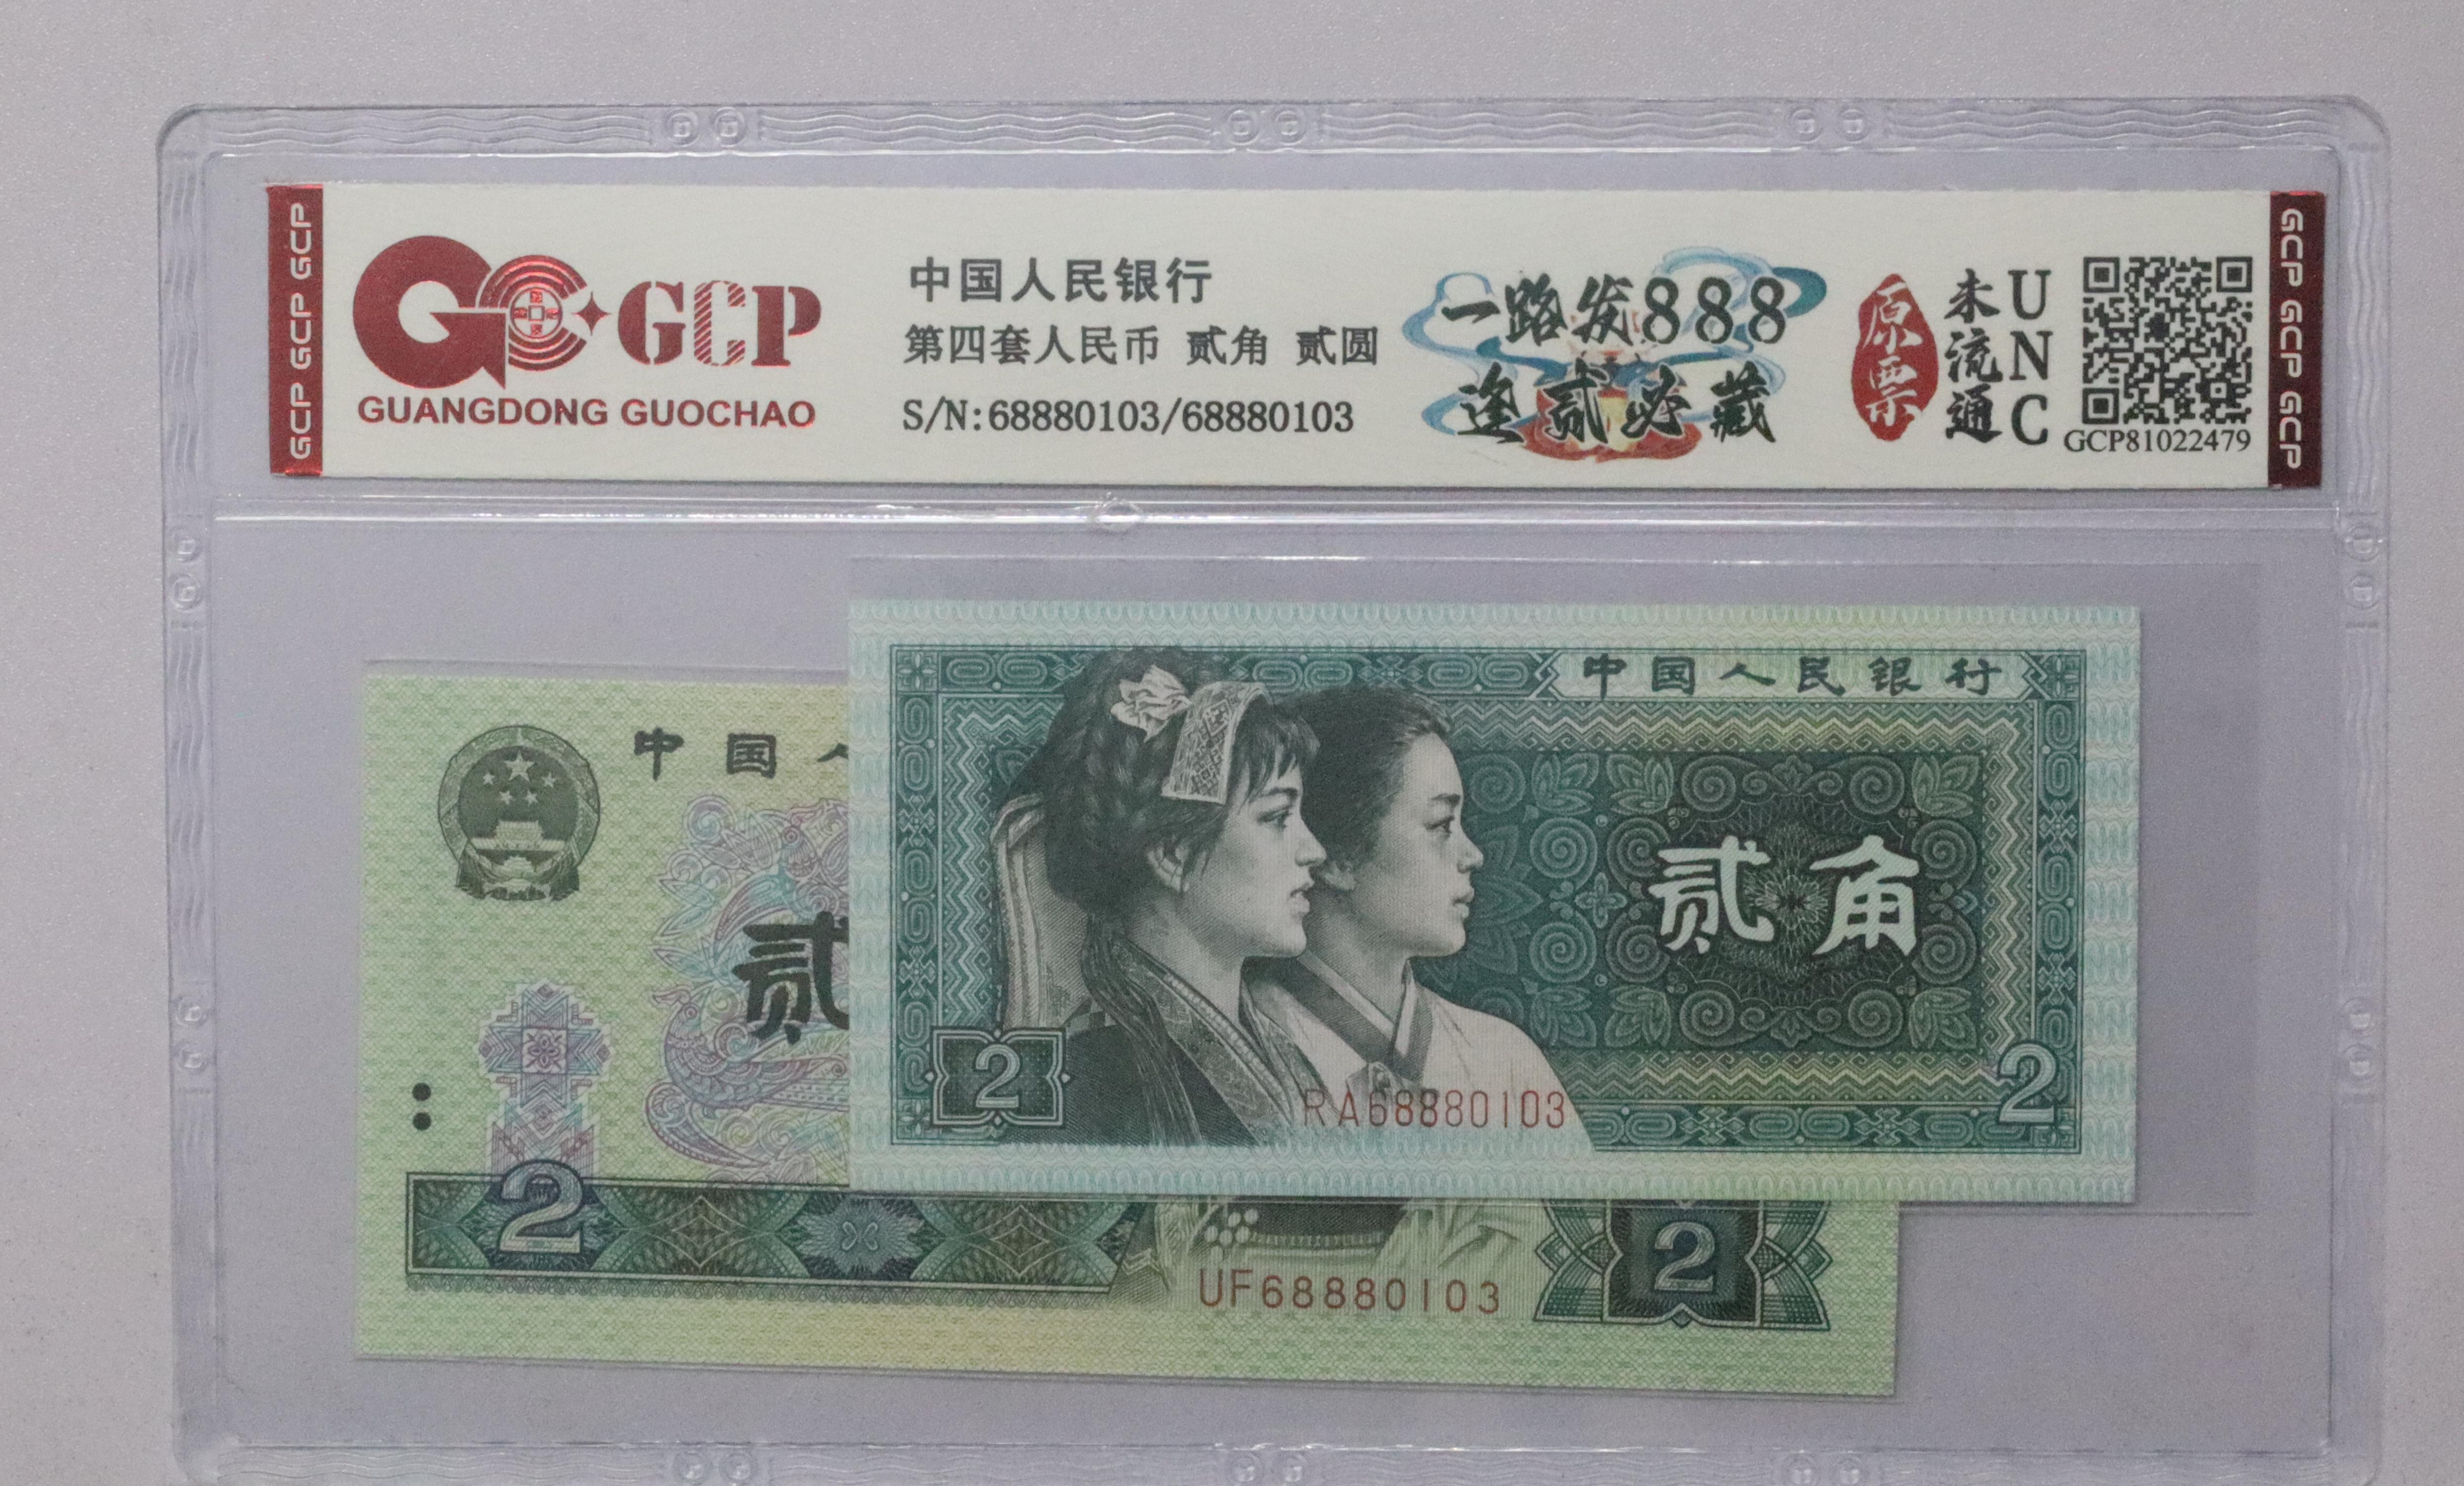 GCP GCP GCP
GCP
GUANGDONG GUOCHAO
中国人民银行
第四套人民币 贰角 贰圆
S/N:68880103/68880103
一路发888
逢贰必藏
原票
未流通
UNC
GCP81022479
GCP GCP GCP
中国人民银行
贰角
2
2
RA68880103
中国
贰
2
2
UF68880103